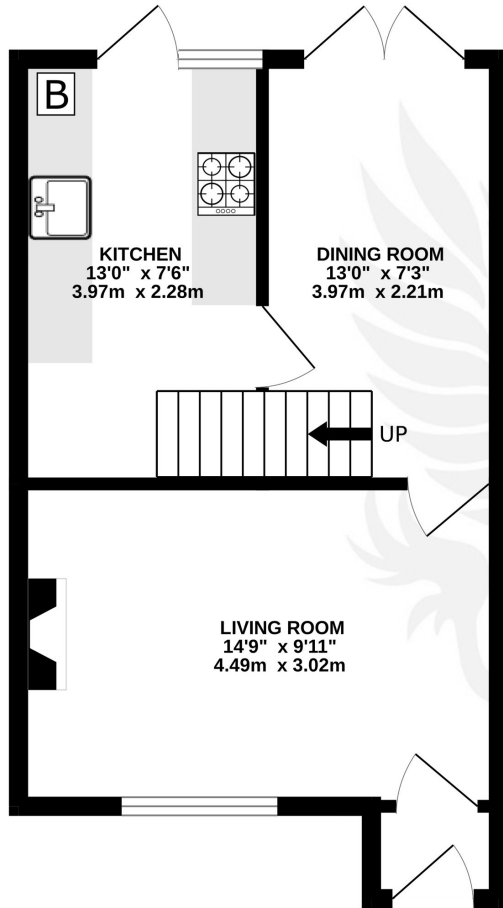 B
KITCHEN
13'0" x 7'6"
3.97m x 2.28m
DINING ROOM
13'0" x 7'3"
3.97m x 2.21m
UP
LIVING ROOM
14'9" x 9'11"
4.49m x 3.02m